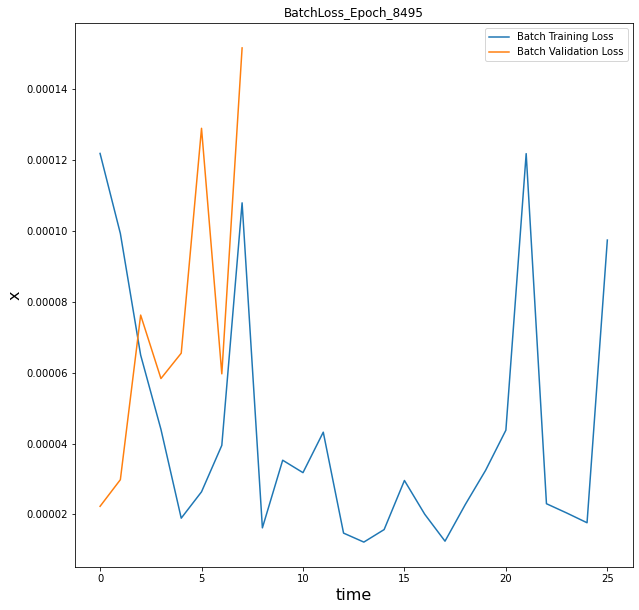 BatchLoss_Epoch_8495
Batch Training Loss
Batch Validation Loss
0.00014
0.00012
0.00010
0.00008
0.00006
0.00004
0.00002
x
0 5 10 15 20 25
time